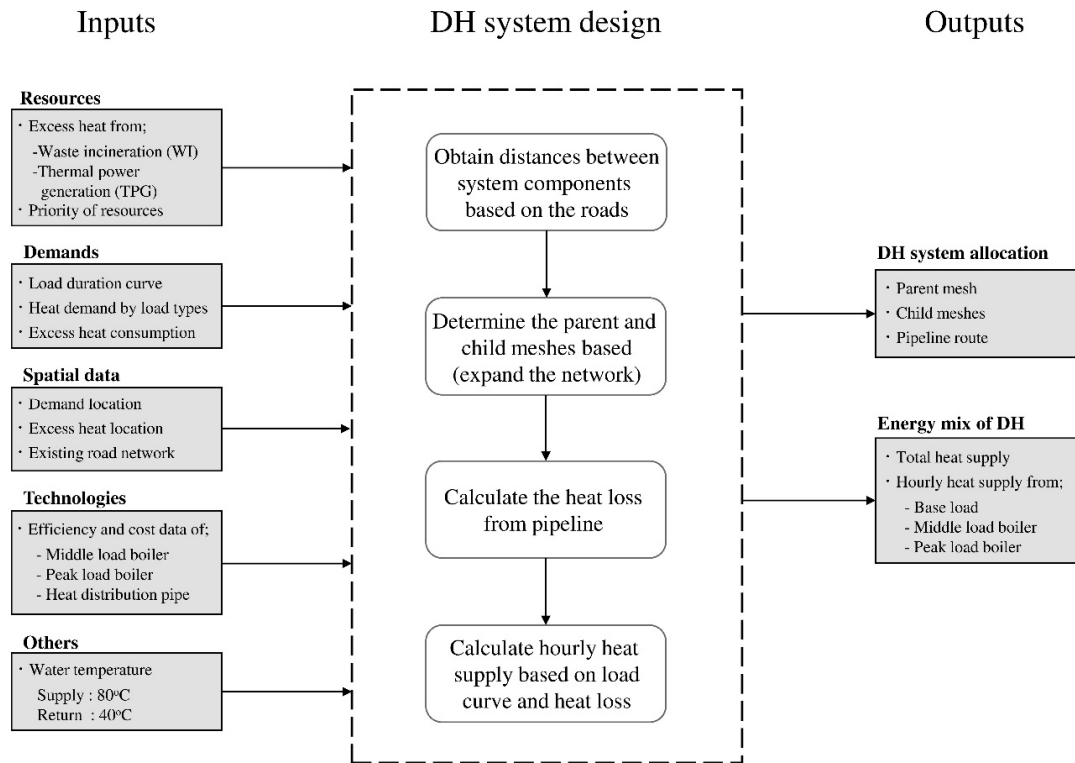 Inputs
DH system design
Outputs
Resources
· Excess heat from;
-Waste incineration (WI)
-Thermal power
generation (TPG)
· Priority of resources
Demands
· Load duration curve
· Heat demand by load types
· Excess heat consumption
Spatial data
· Demand location
· Excess heat location
· Existing road network
Technologies
· Efficiency and cost data of;
- Middle load boiler
- Peak load boiler
- Heat distribution pipe
Others
· Water temperature
Supply : 80°C
Return : 40°C
Obtain distances between
system components
based on the roads
Determine the parent and
child meshes based
(expand the network)
Calculate the heat loss
from pipeline
Calculate hourly heat
supply based on load
curve and heat loss
DH system allocation
· Parent mesh
· Child meshes
· Pipeline route
Energy mix of DH
· Total heat supply
· Hourly heat supply from;
- Base load
- Middle load boiler
- Peak load boiler